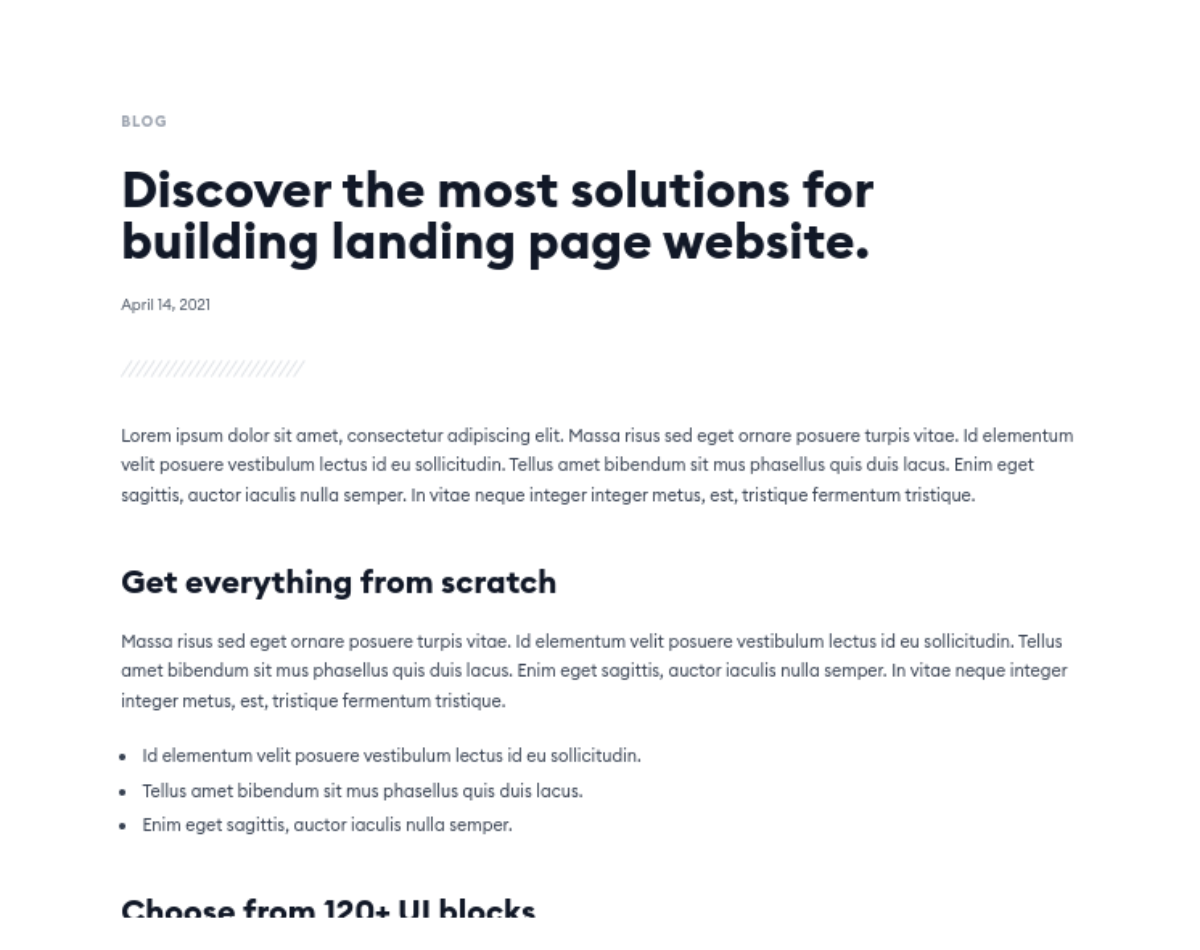 BLOG
Discover the most solutions for
building landing page website.
April 14, 2021
Lorem ipsum dolor sit amet, consectetur adipiscing elit. Massa risus sed eget ornare posuere turpis vitae. Id elementum
velit posuere vestibulum lectus id eu sollicitudin. Tellus amet bibendum sit mus phasellus quis duis lacus. Enim eget
sagittis, auctor iaculis nulla semper. In vitae neque integer integer metus, est, tristique fermentum tristique.
Get everything from scratch
Massa risus sed eget ornare posuere turpis vitae. Id elementum velit posuere vestibulum lectus id eu sollicitudin. Tellus
amet bibendum sit mus phasellus quis duis lacus. Enim eget sagittis, auctor iaculis nulla semper. In vitae neque integer
integer metus, est, tristique fermentum tristique.
• Id elementum velit posuere vestibulum lectus id eu sollicitudin.
• Tellus amet bibendum sit mus phasellus quis duis lacus.
• Enim eget sagittis, auctor iaculis nulla semper.
Choose from 120+ UI blocks